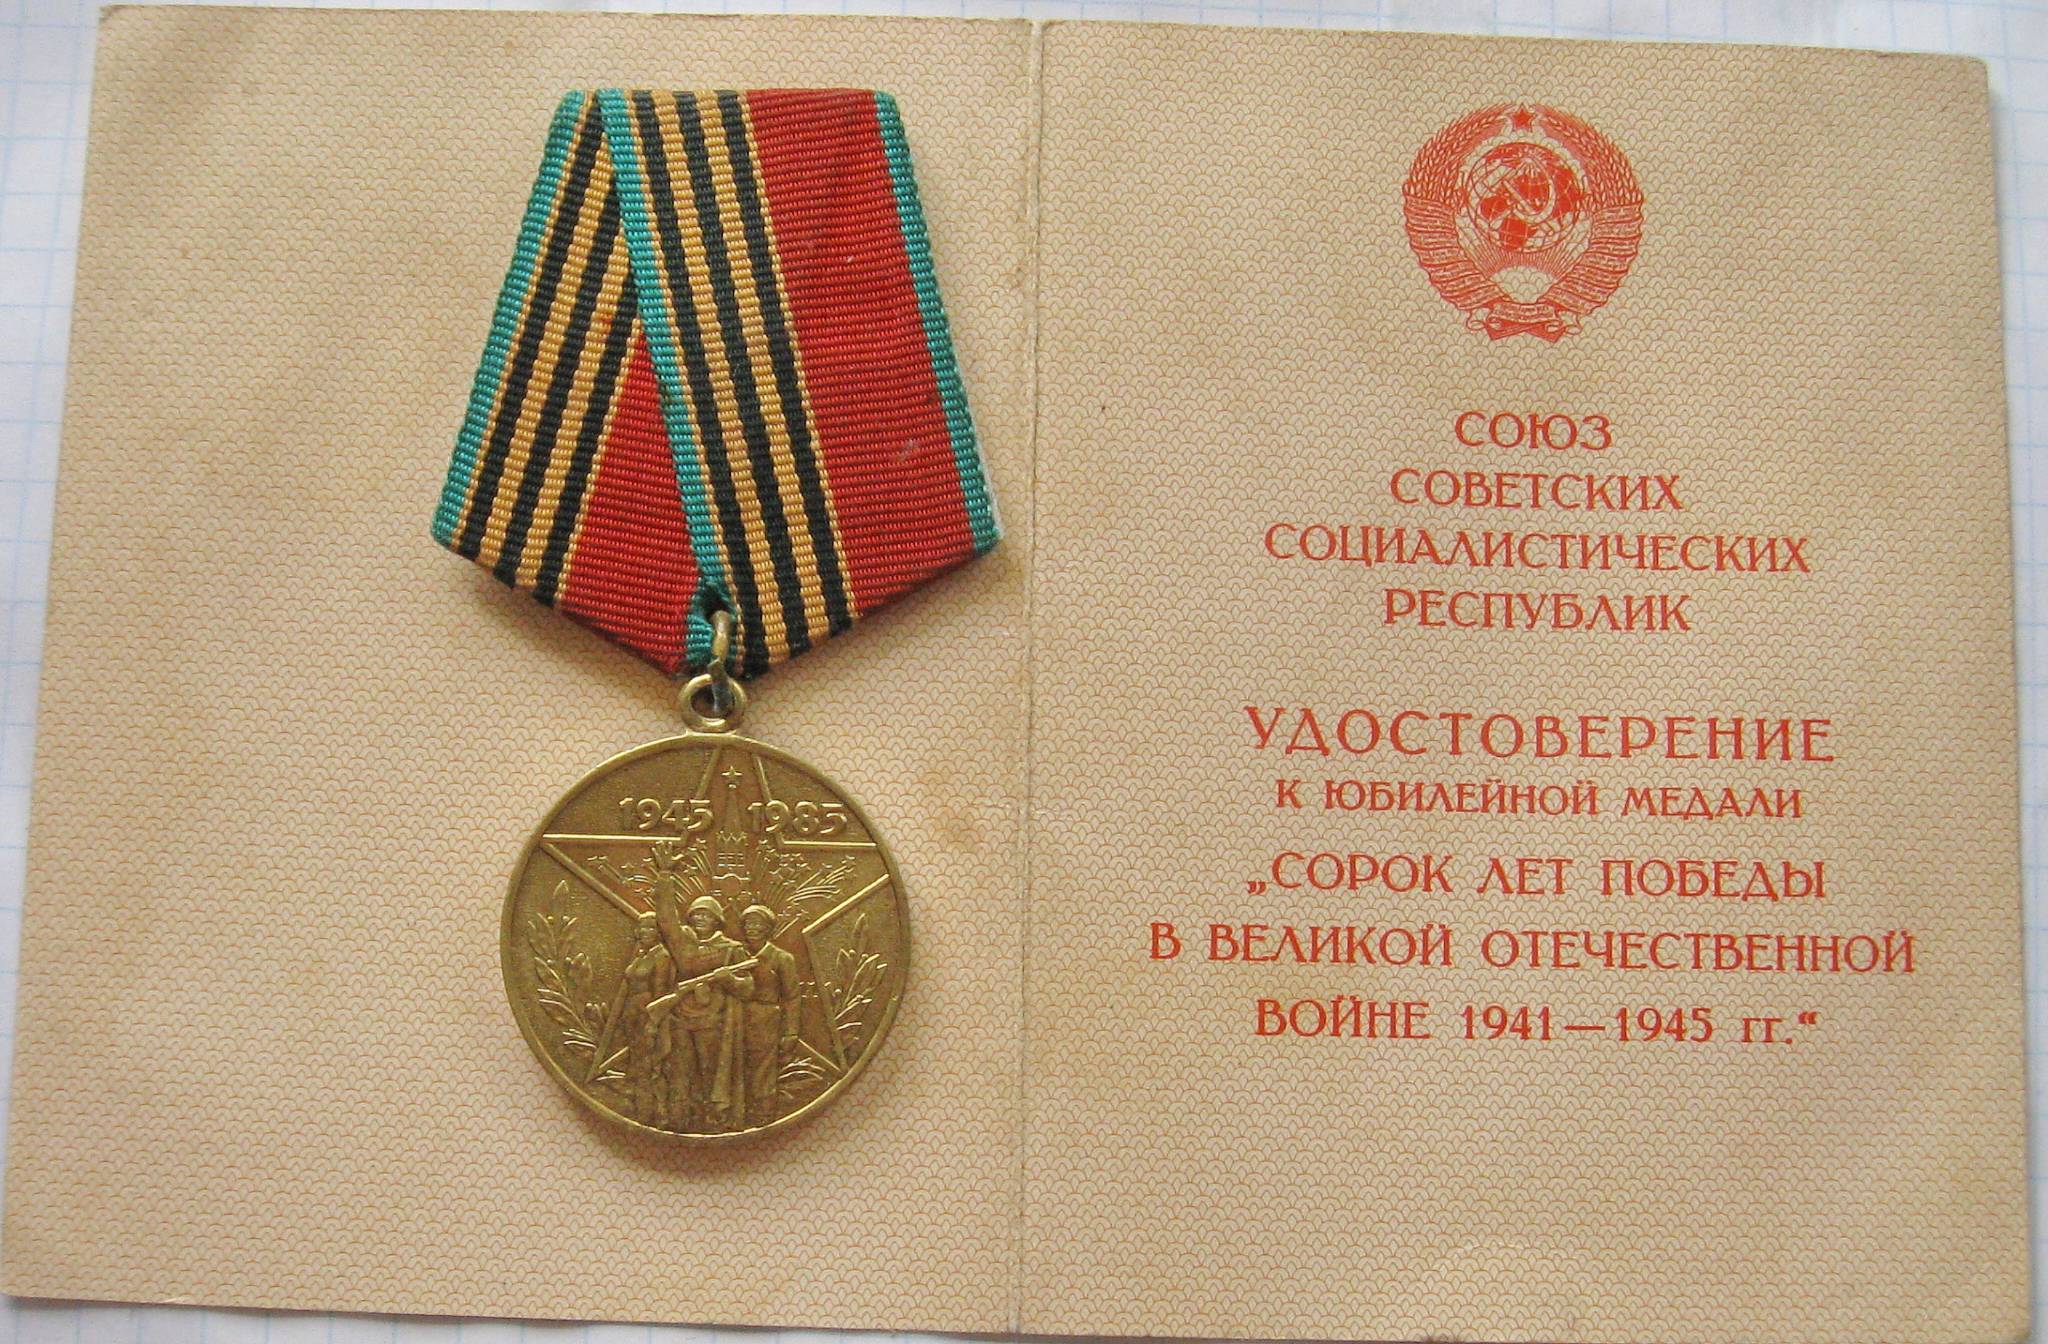 1945 1985
СОЮЗ
СОВЕТСКИХ
СОЦИАЛИСТИЧЕСКИХ
РЕСПУБЛИК
УДОСТОВЕРЕНИЕ
К ЮБИЛЕЙНОЙ МЕДАЛИ
„СОРОК ЛЕТ ПОБЕДЫ
В ВЕЛИКОЙ ОТЕЧЕСТВЕННОЙ
ВОЙНЕ 1941—1945 гг.“